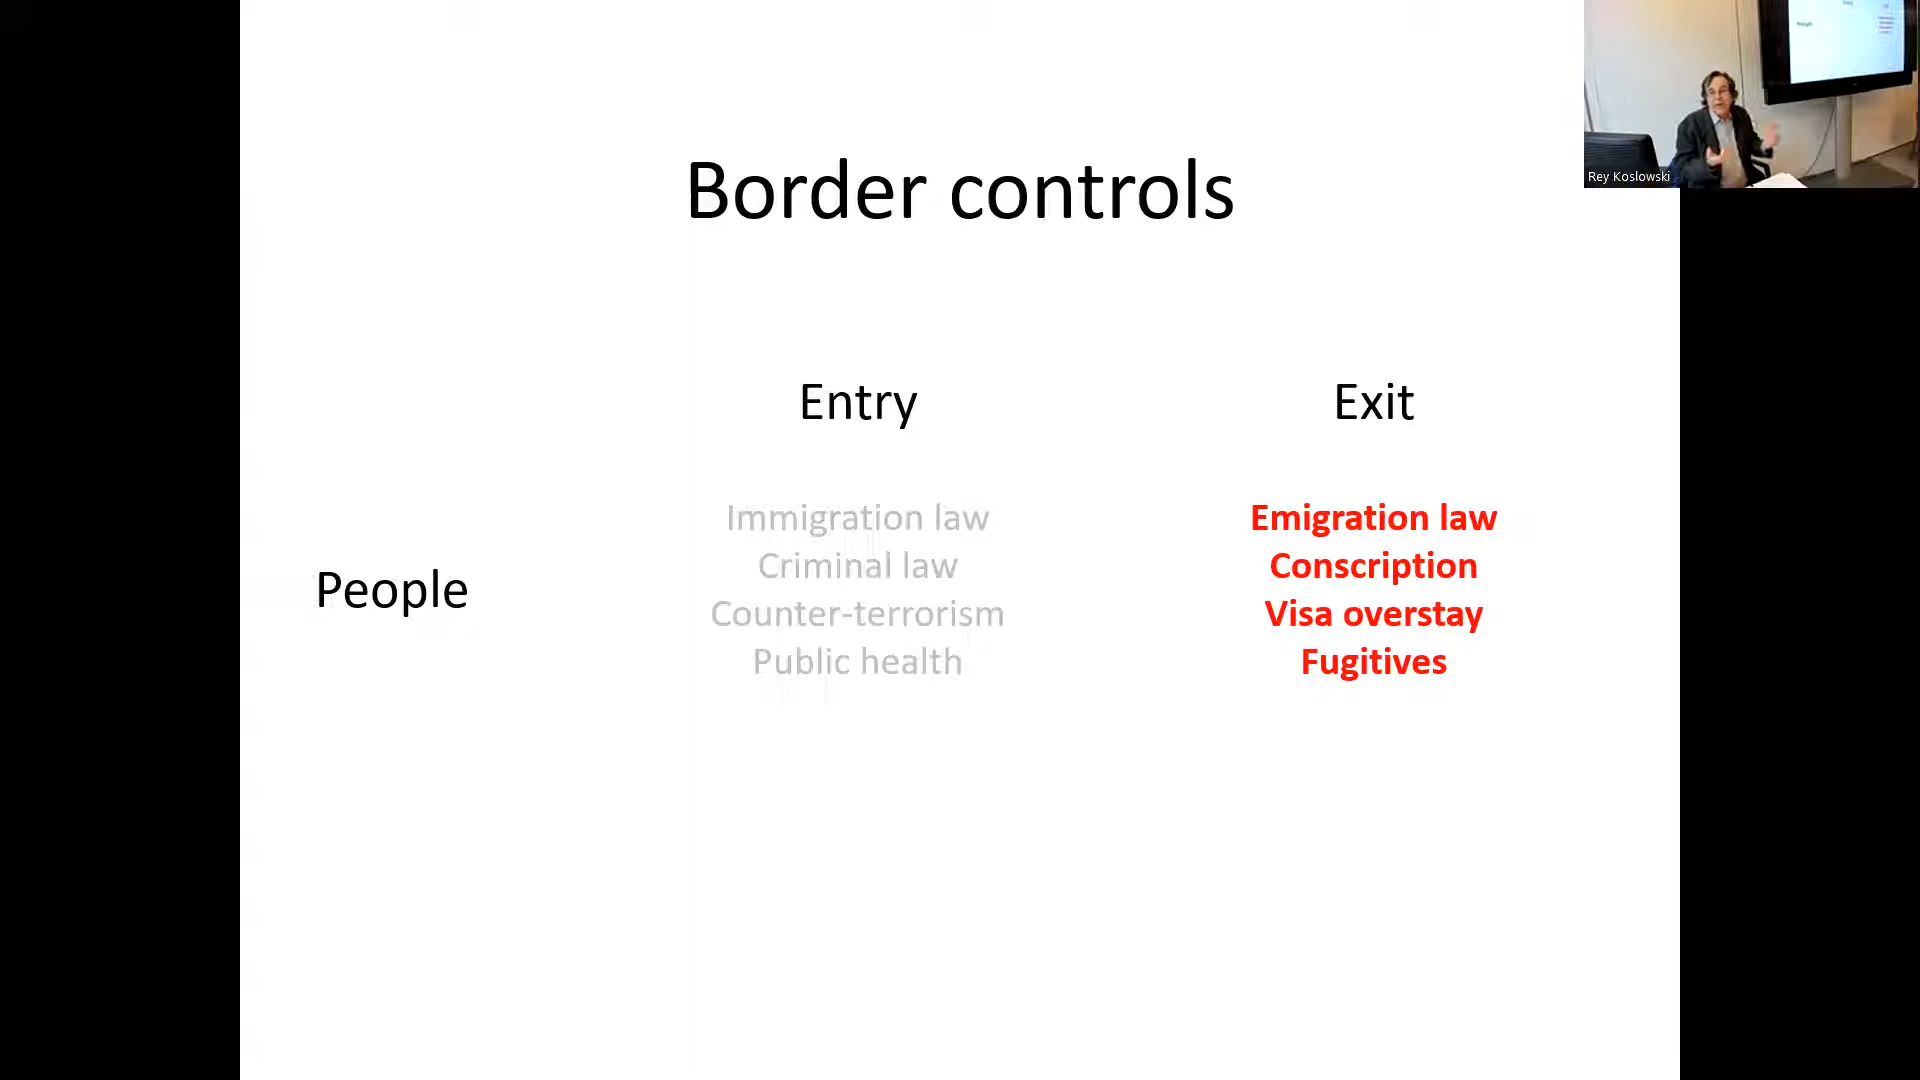 Border controls
Rey Koslowski
Entry
Exit
People
Immigration law
Criminal law
Counter-terrorism
Public health
Emigration law
Conscription
Visa overstay
Fugitives